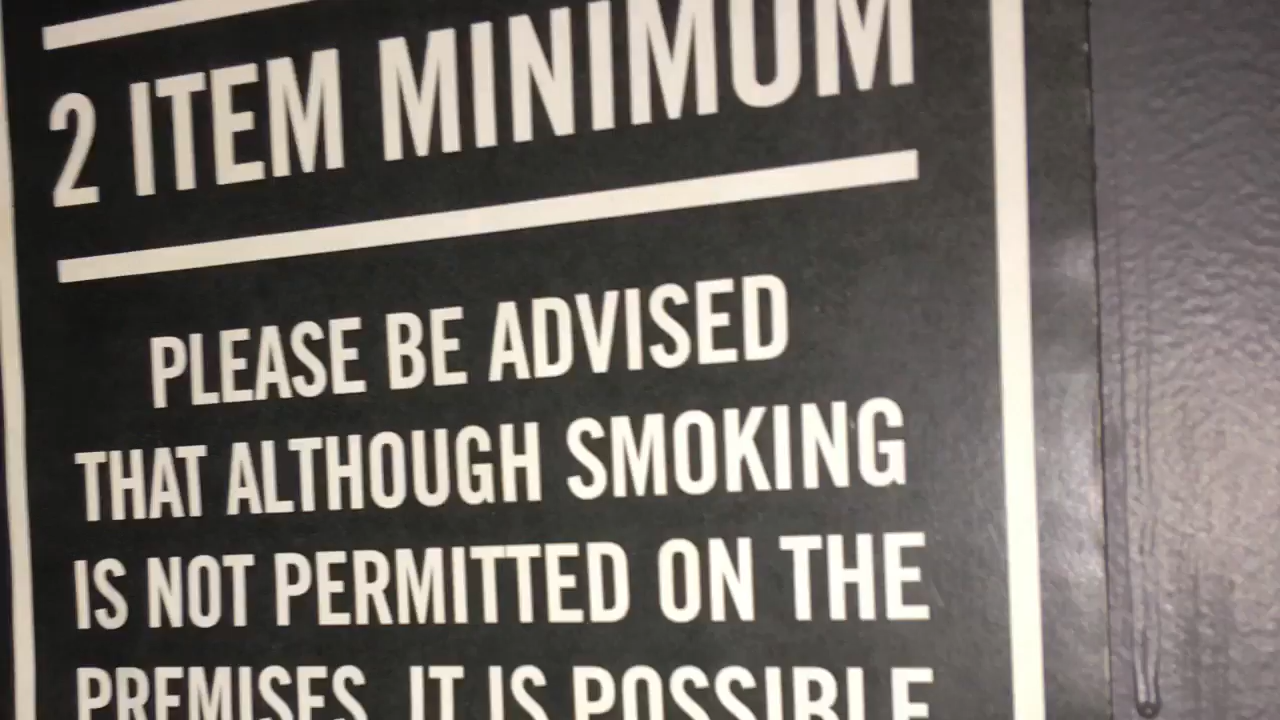 2 ITEM MINIMUM
PLEASE BE ADVISED
THAT ALTHOUGH SMOKING
IS NOT PERMITTED ON THE
PREMISES, IT IS POSSIBLE